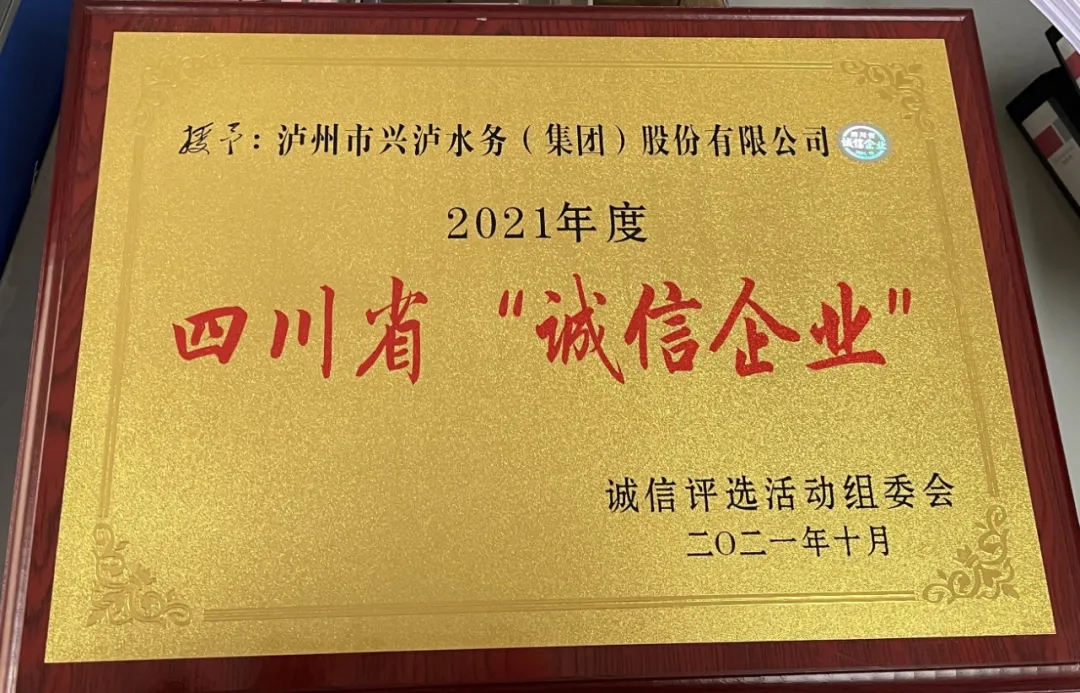 授予：泸州市兴泸水务（集团）股份有限公司
诚信企业
2021年度
四川省“诚信企业”
诚信评选活动组委会
二〇二一年十月